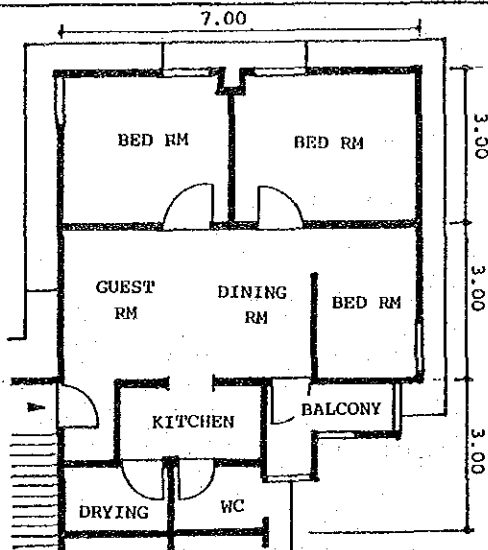 7.00
BED RM
BED RM
3.00
GUEST
RM
DINING
RM
BED RM
3.00
KITCHEN
BALCONY
3.00
DRYING
WC